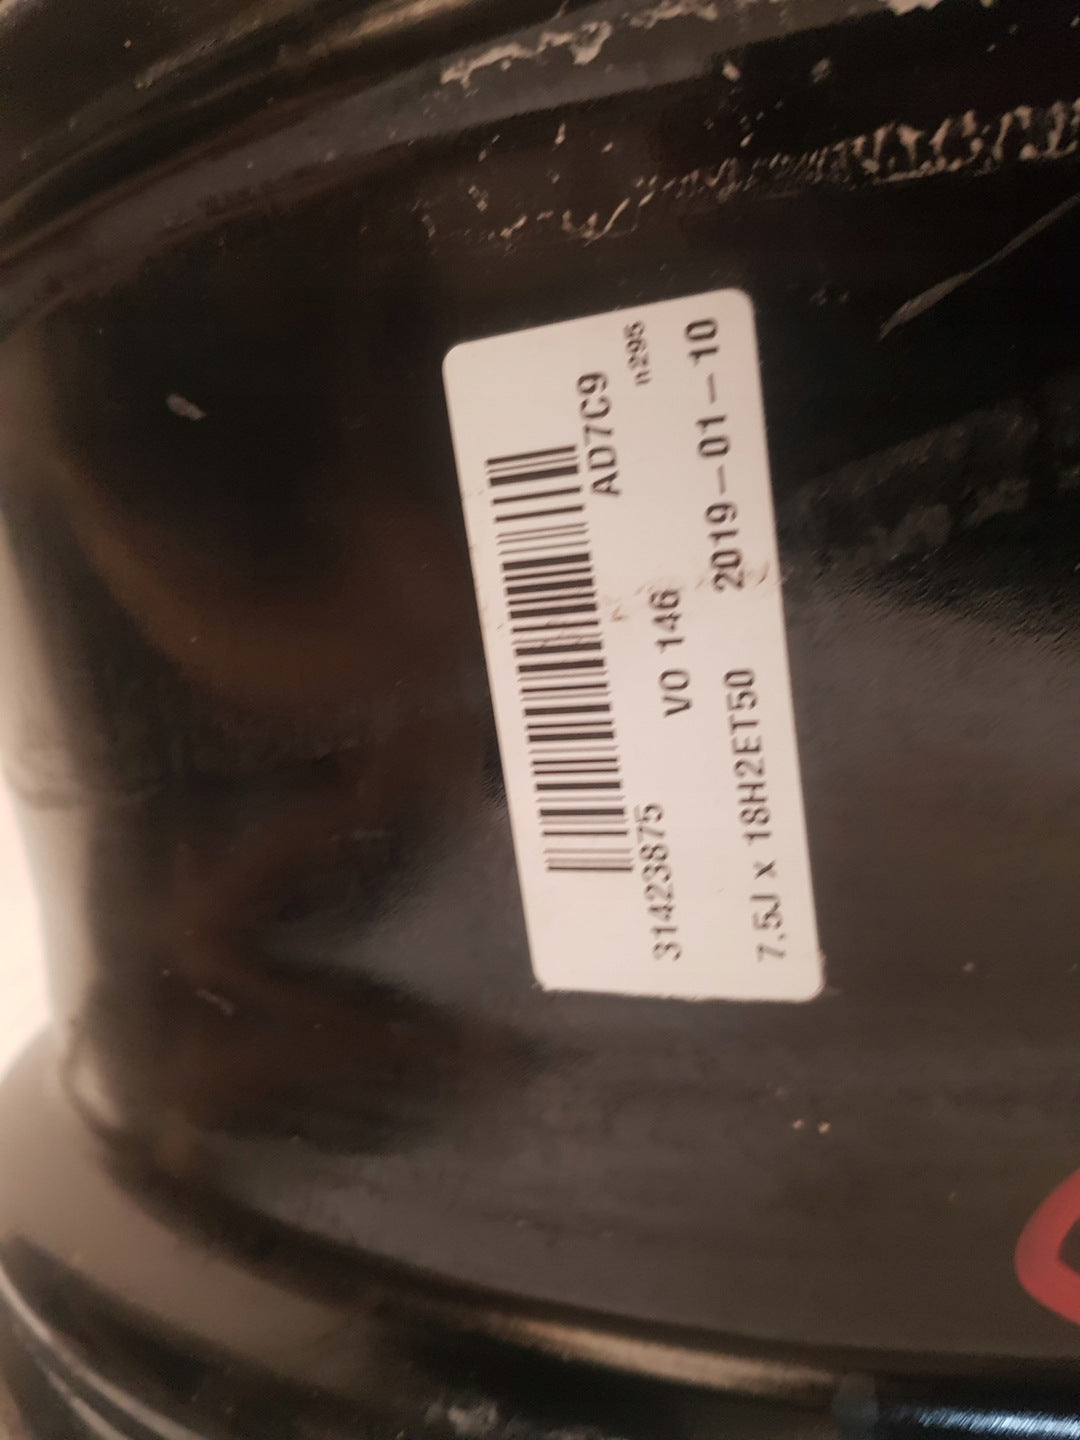 AD7C9
n295
31423875
VO 146
7.5J x 18H2ET50 2019-01-10